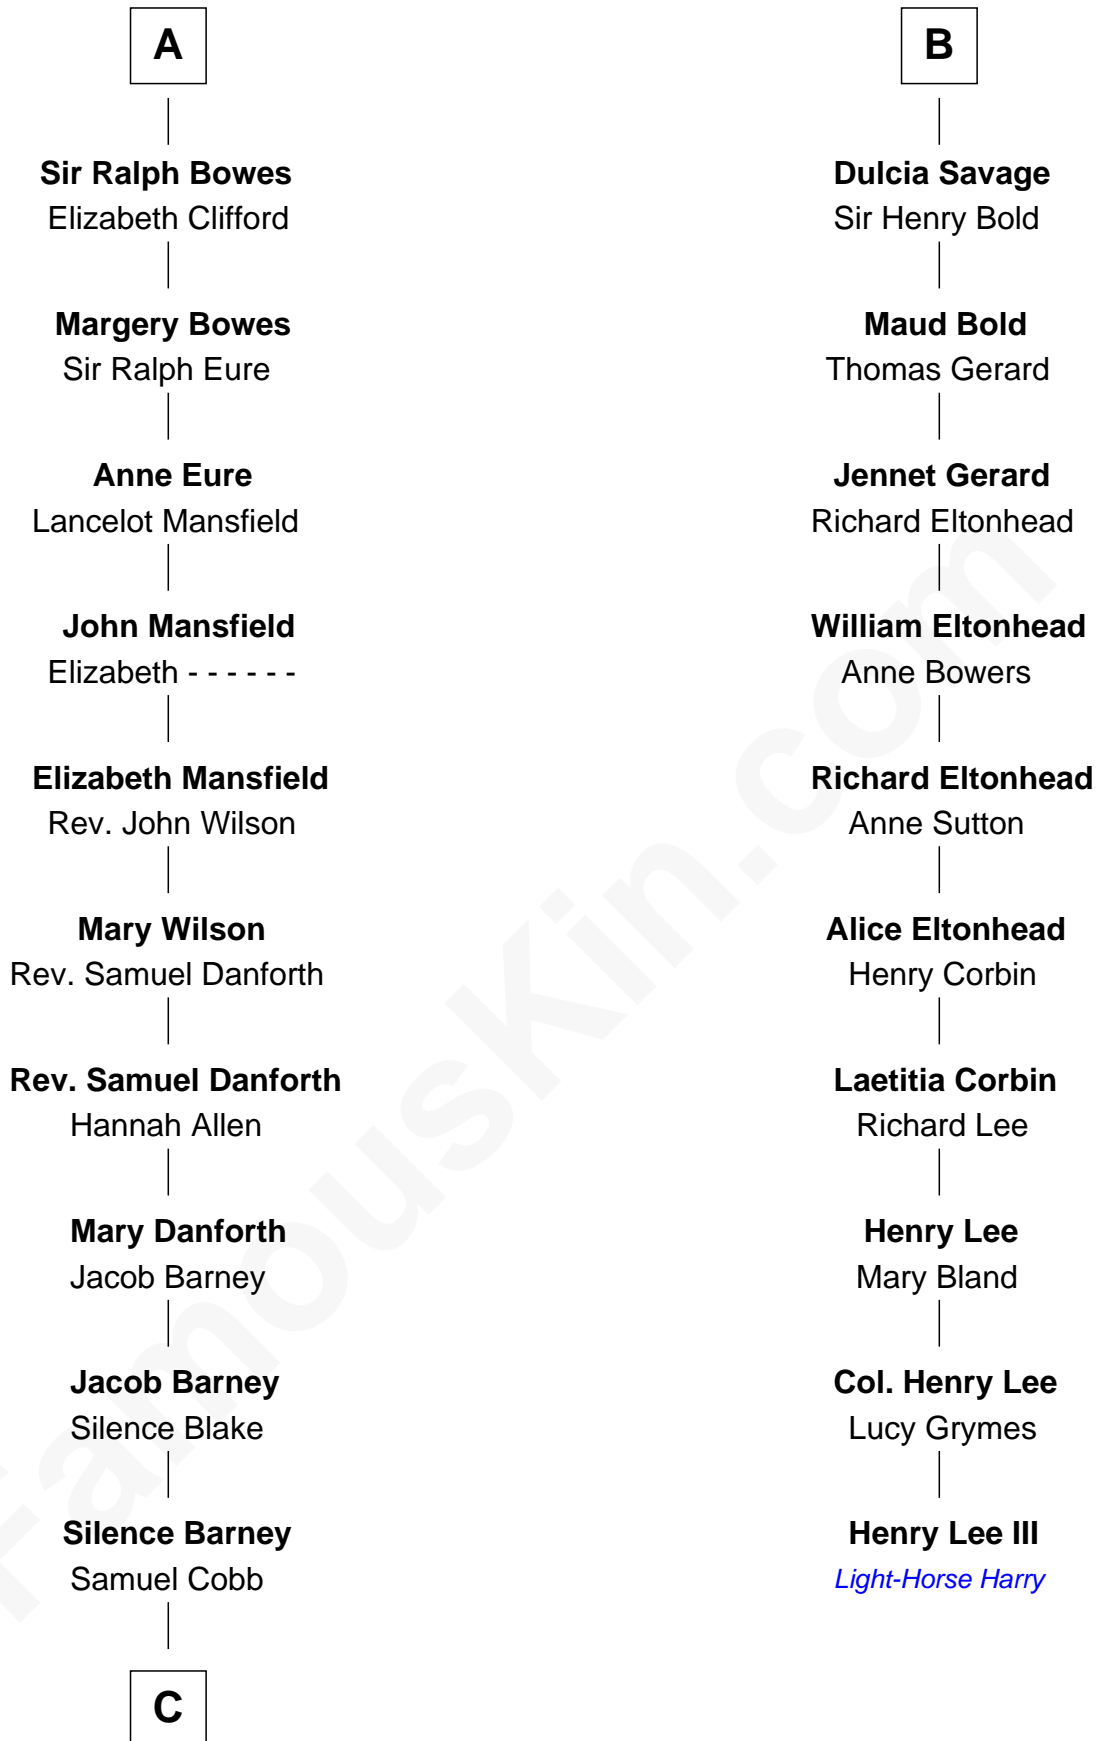 A
Sir Ralph Bowes
Elizabeth Clifford
Margery Bowes
Sir Ralph Eure
Anne Eure
Lancelot Mansfield
John Mansfield
Elizabeth - - - - - -
Elizabeth Mansfield
Rev. John Wilson
Mary Wilson
Rev. Samuel Danforth
Rev. Samuel Danforth
Hannah Allen
Mary Danforth
Jacob Barney
Jacob Barney
Silence Blake
Silence Barney
Samuel Cobb
C
B
Dulcia Savage
Sir Henry Bold
Maud Bold
Thomas Gerard
Jennet Gerard
Richard Eltonhead
William Eltonhead
Anne Bowers
Richard Eltonhead
Anne Sutton
Alice Eltonhead
Henry Corbin
Laetitia Corbin
Richard Lee
Henry Lee
Mary Bland
Col. Henry Lee
Lucy Grymes
Henry Lee III
Light-Horse Harry
FamousKin.com